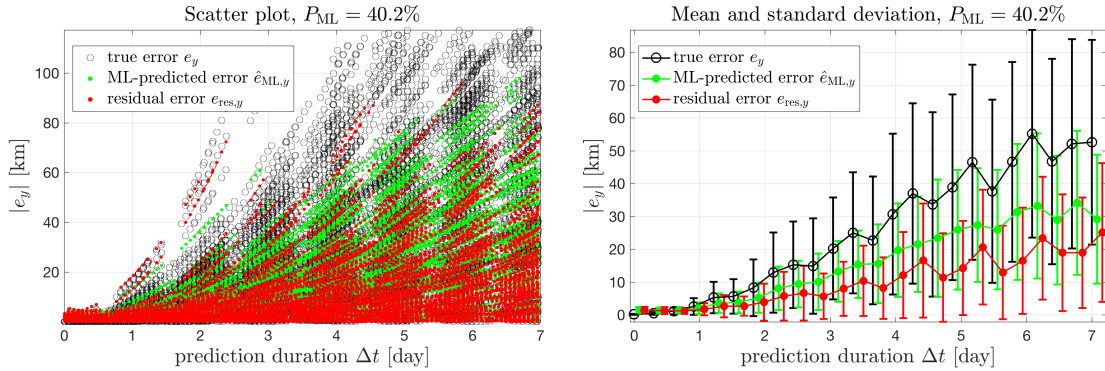 Scatter plot, P_ML = 40.2%
true error e_y
ML-predicted error ê_ML,y
residual error e_res,y
|e_y| [km]
100
80
60
40
20
0 1 2 3 4 5 6 7
prediction duration Δt [day]
Mean and standard deviation, P_ML = 40.2%
true error e_y
ML-predicted error ê_ML,y
residual error e_res,y
|e_y| [km]
80
70
60
50
40
30
20
10
0
0 1 2 3 4 5 6 7
prediction duration Δt [day]